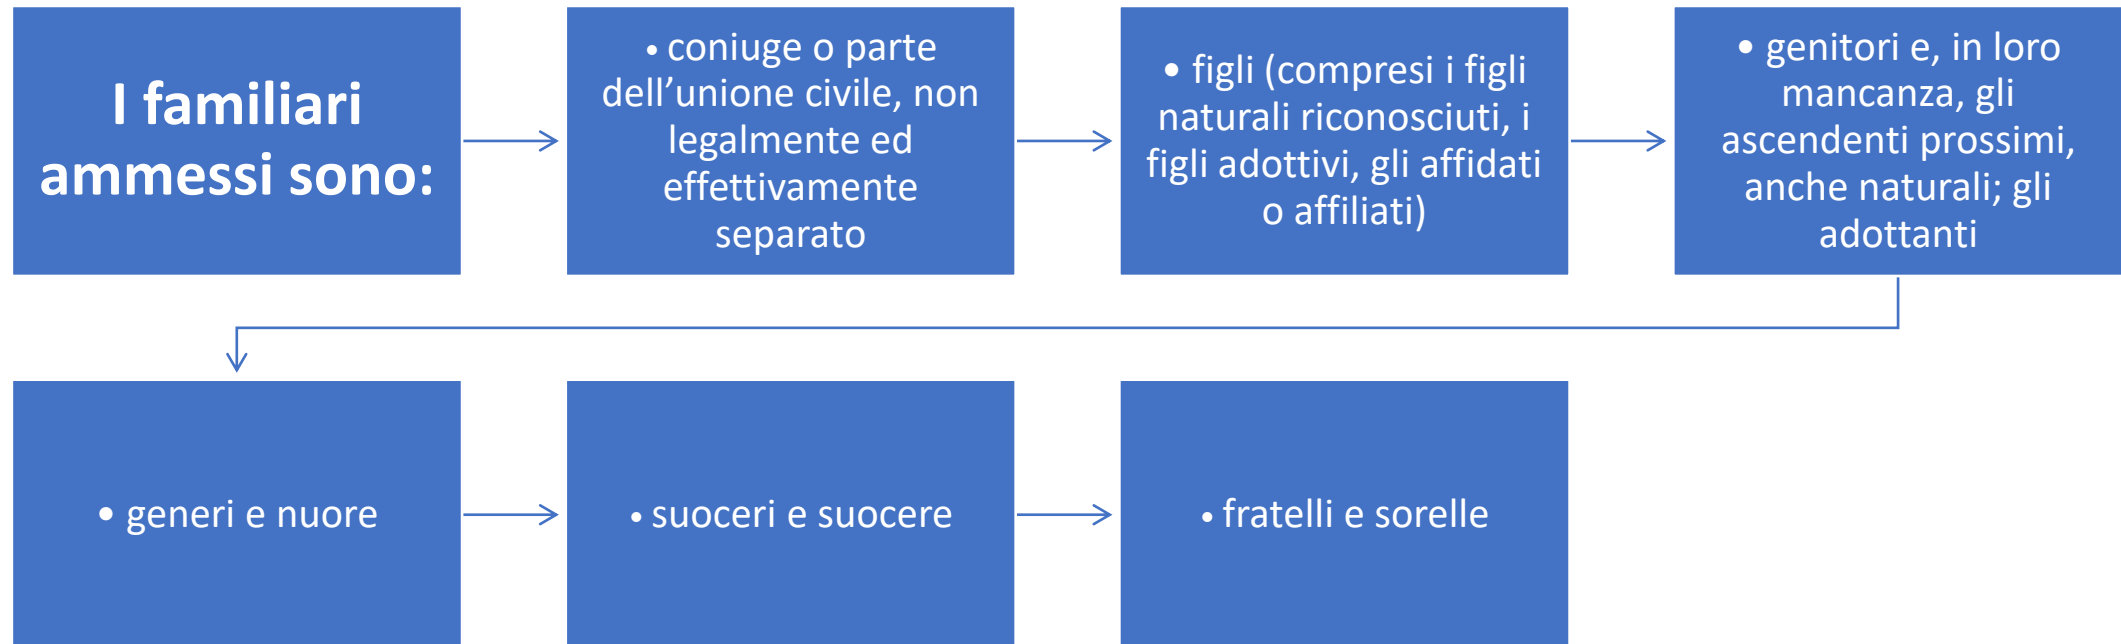 I familiari
ammessi sono:
• coniuge o parte
dell’unione civile, non
legalmente ed
effettivamente
separato
• figli (compresi i figli
naturali riconosciuti, i
figli adottivi, gli affidati
o affiliati)
• genitori e, in loro
mancanza, gli
ascendenti prossimi,
anche naturali; gli
adottanti
• generi e nuore
• suoceri e suocere
• fratelli e sorelle